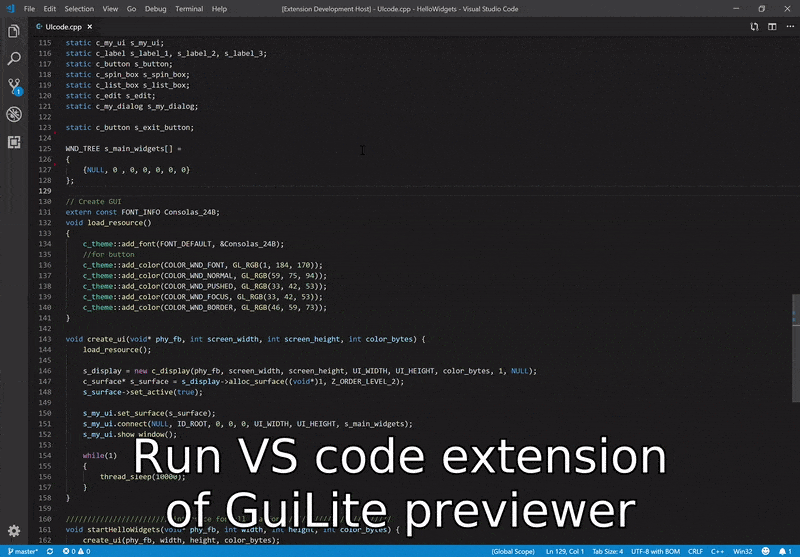 File Edit Selection View Go Debug Terminal Help [Extension Development Host] - UIcode.cpp - HelloWidgets - Visual Studio Code
UIcode.cpp
115 static c_my_ui s_my_ui;
116 static c_label s_label_1, s_label_2, s_label_3;
117 static c_button s_button;
118 static c_spin_box s_spin_box;
119 static c_list_box s_list_box;
120 static c_edit s_edit;
121 static c_my_dialog s_my_dialog;
122
123 static c_button s_exit_button;
124
125 WND_TREE s_main_widgets[] =
126 {
127 {NULL, 0 , 0, 0, 0, 0, 0}
128 };
129
130 // Create GUI
131 extern const FONT_INFO Consolas_24B;
132 void load_resource()
133 {
134 c_theme::add_font(FONT_DEFAULT, &Consolas_24B);
135 //for button
136 c_theme::add_color(COLOR_WND_FONT, GL_RGB(1, 184, 170));
137 c_theme::add_color(COLOR_WND_NORMAL, GL_RGB(59, 75, 94));
138 c_theme::add_color(COLOR_WND_PUSHED, GL_RGB(33, 42, 53));
139 c_theme::add_color(COLOR_WND_FOCUS, GL_RGB(33, 42, 53));
140 c_theme::add_color(COLOR_WND_BORDER, GL_RGB(46, 59, 73));
141 }
142
143 void create_ui(void* phy_fb, int screen_width, int screen_height, int color_bytes) {
144 load_resource();
145
146 s_display = new c_display(phy_fb, screen_width, screen_height, UI_WIDTH, UI_HEIGHT, color_bytes, 1, NULL);
147 c_surface* s_surface = s_display->alloc_surface((void*)1, Z_ORDER_LEVEL_2);
148 s_surface->set_active(true);
149
150 s_my_ui.set_surface(s_surface);
151 s_my_ui.connect(NULL, ID_ROOT, 0, 0, 0, UI_WIDTH, UI_HEIGHT, s_main_widgets);
152 s_my_ui.show_window();
153
154 while(1)
155 {
156 thread_sleep(10000);
157 }
158 }
Run VS code extension
of GuiLite previewer
159
160
161 void startHelloWidgets(void* phy_fb, int width, int height, int color_bytes) {
162 create_ui(phy_fb, width, height, color_bytes);
master* 0 0 (Global Scope) Ln 129, Col 1 Tab Size: 4 UTF-8 with BOM CRLF C++ Win32
1